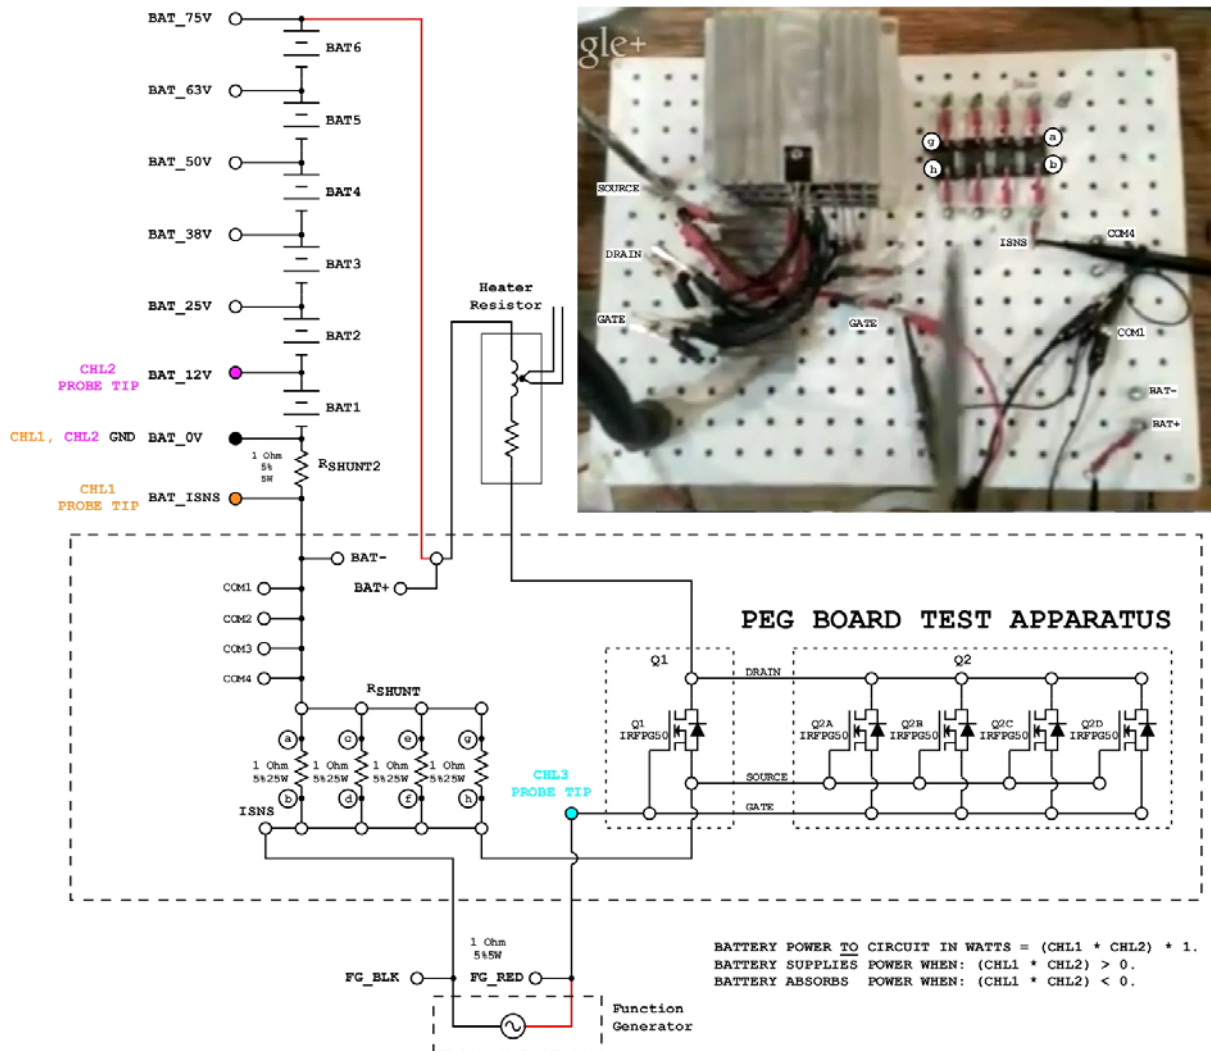 BAT_75V
BAT6
BAT_63V
BAT5
BAT_50V
BAT4
BAT_38V
BAT3
BAT_25V
BAT2
CHL2
PROBE TIP
BAT_12V
BAT1
CHL1, CHL2 GND BAT_0V
1 Ohm
5%
5W
RSHUNT2
CHL1
PROBE TIP
BAT_ISNS
Heater
Resistor
gle+
SOURCE
DRAIN
GATE
GATE
g
a
h
b
ISNS
COM4
COM1
BAT-
BAT+
BAT-
BAT+
COM1
COM2
COM3
COM4
PEG BOARD TEST APPARATUS
RSHUNT
a
c
e
g
1 Ohm
5%25W
1 Ohm
5%25W
1 Ohm
5%25W
1 Ohm
5%25W
b
d
f
h
ISNS
CHL3
PROBE TIP
Q1
Q2
DRAIN
Q1
IRFPG50
Q2A
IRFPG50
Q2B
IRFPG50
Q2C
IRFPG50
Q2D
IRFPG50
SOURCE
GATE
1 Ohm
5%5W
FG_BLK
FG_RED
Function
Generator
BATTERY POWER TO CIRCUIT IN WATTS = (CHL1 * CHL2) * 1.
BATTERY SUPPLIES POWER WHEN: (CHL1 * CHL2) > 0.
BATTERY ABSORBS POWER WHEN: (CHL1 * CHL2) < 0.